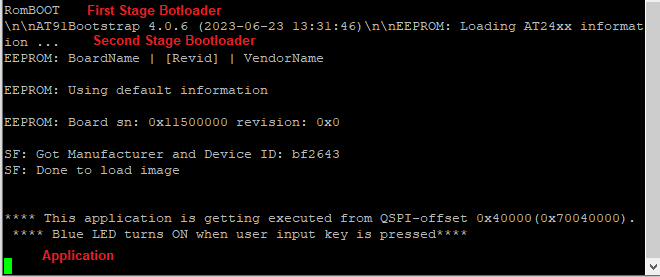 RomBOOT First Stage Botloader
\n\nAT91Bootstrap 4.0.6 (2023-06-23 13:31:46)\n\nEEPROM: Loading AT24xx informat
ion ... Second Stage Bootloader
EEPROM: BoardName | [Revid] | VendorName
EEPROM: Using default information
EEPROM: Board sn: 0x11500000 revision: 0x0
SF: Got Manufacturer and Device ID: bf2643
SF: Done to load image
**** This application is getting executed from QSPI-offset 0x40000(0x70040000).
**** Blue LED turns ON when user input key is pressed****
Application